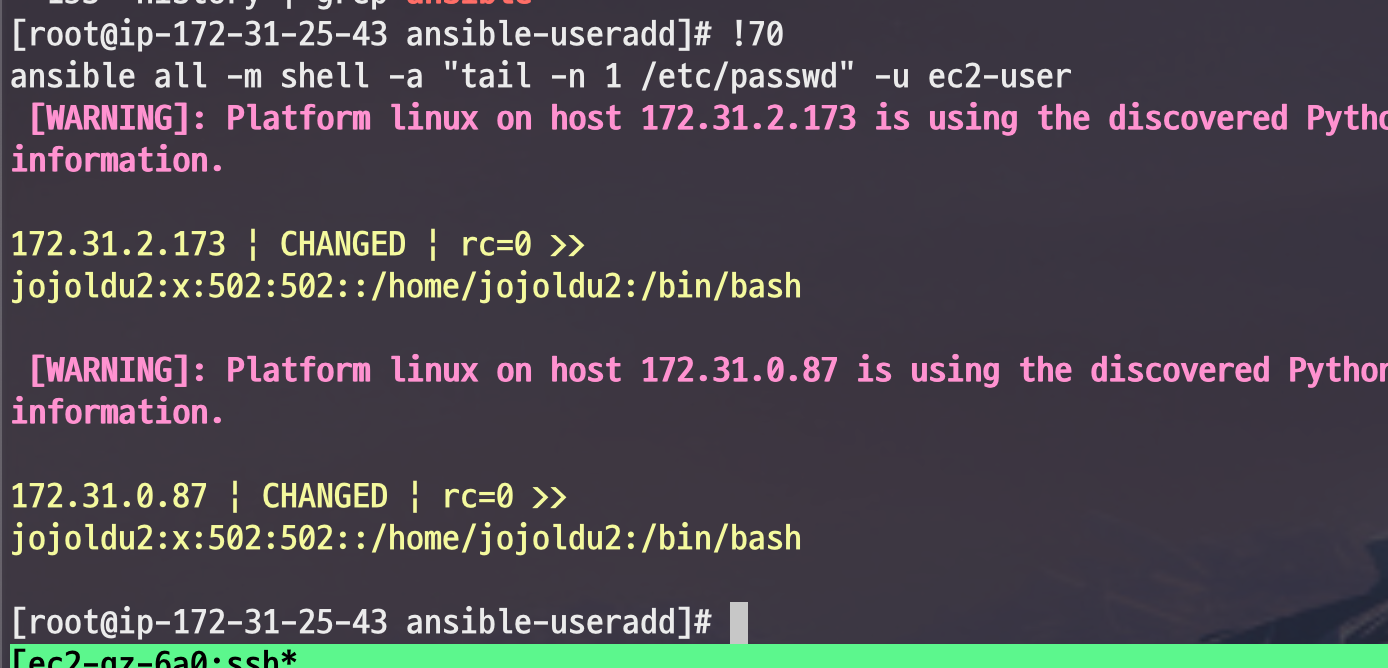 history | grep ansible
[root@ip-172-31-25-43 ansible-useradd]# !70
ansible all -m shell -a "tail -n 1 /etc/passwd" -u ec2-user
[WARNING]: Platform linux on host 172.31.2.173 is using the discovered Pytho
information.
172.31.2.173 | CHANGED | rc=0 >>
jojoldu2:x:502:502::/home/jojoldu2:/bin/bash
[WARNING]: Platform linux on host 172.31.0.87 is using the discovered Python
information.
172.31.0.87 | CHANGED | rc=0 >>
jojoldu2:x:502:502::/home/jojoldu2:/bin/bash
[root@ip-172-31-25-43 ansible-useradd]#
[ec2-gz-6a0:ssh*